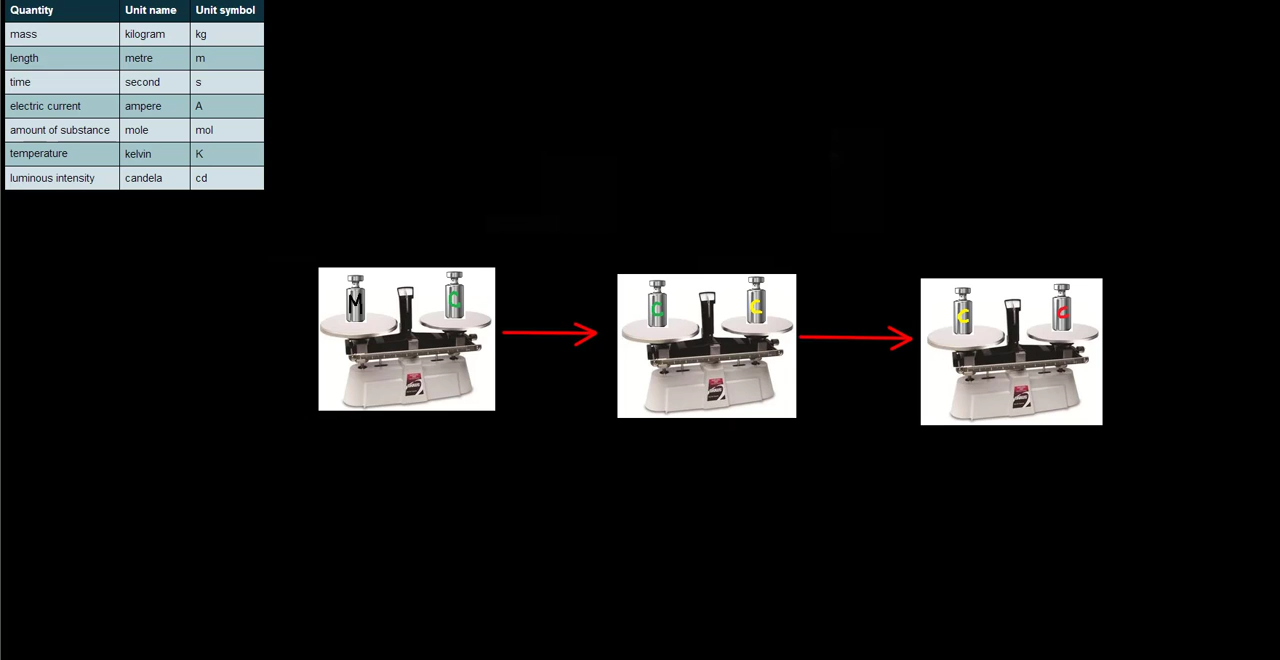 Quantity Unit name Unit symbol
mass kilogram kg
length metre m
time second s
electric current ampere A
amount of substance mole mol
temperature kelvin K
luminous intensity candela cd
M C
C C
C C